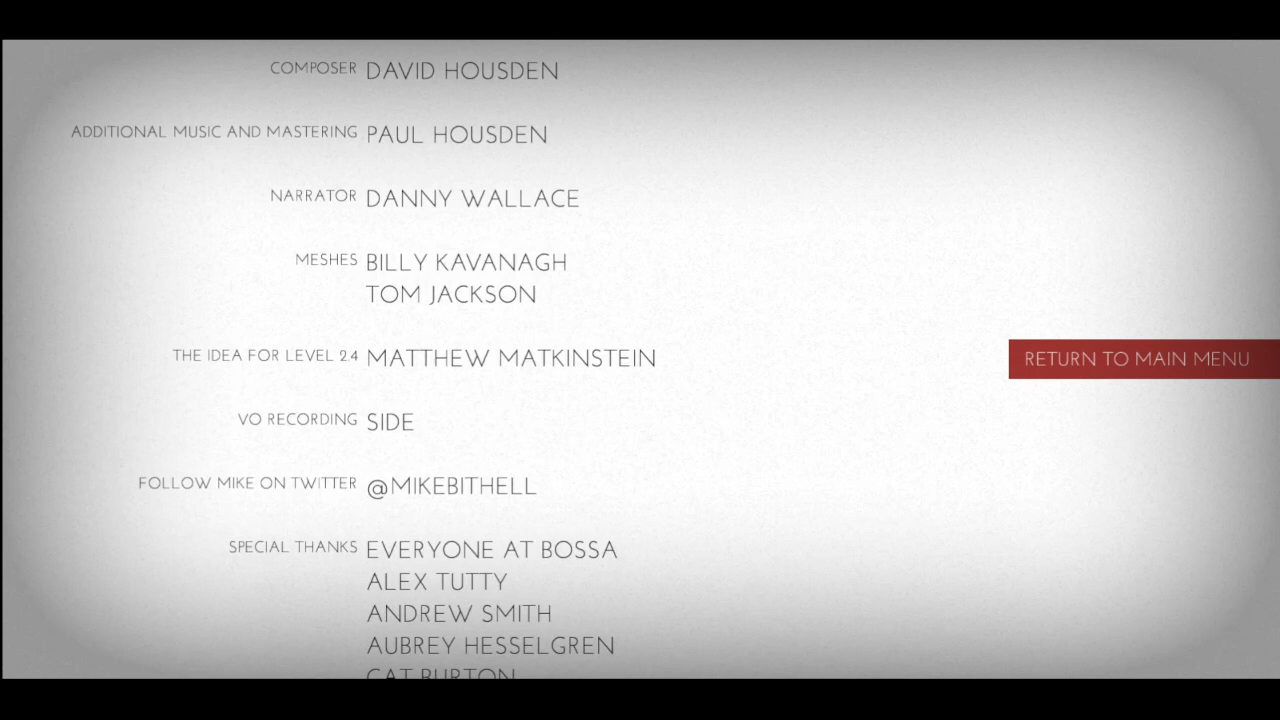 COMPOSER DAVID HOUSDEN
ADDITIONAL MUSIC AND MASTERING PAUL HOUSDEN
NARRATOR DANNY WALLACE
MESHES BILLY KAVANAGH
TOM JACKSON
THE IDEA FOR LEVEL 2.4 MATTHEW MATKINSTEIN
RETURN TO MAIN MENU
VO RECORDING SIDE
FOLLOW MIKE ON TWITTER @MIKEBITHELL
SPECIAL THANKS EVERYONE AT BOSSA
ALEX TUTTY
ANDREW SMITH
AUBREY HESSELGREN
CAT BURTON